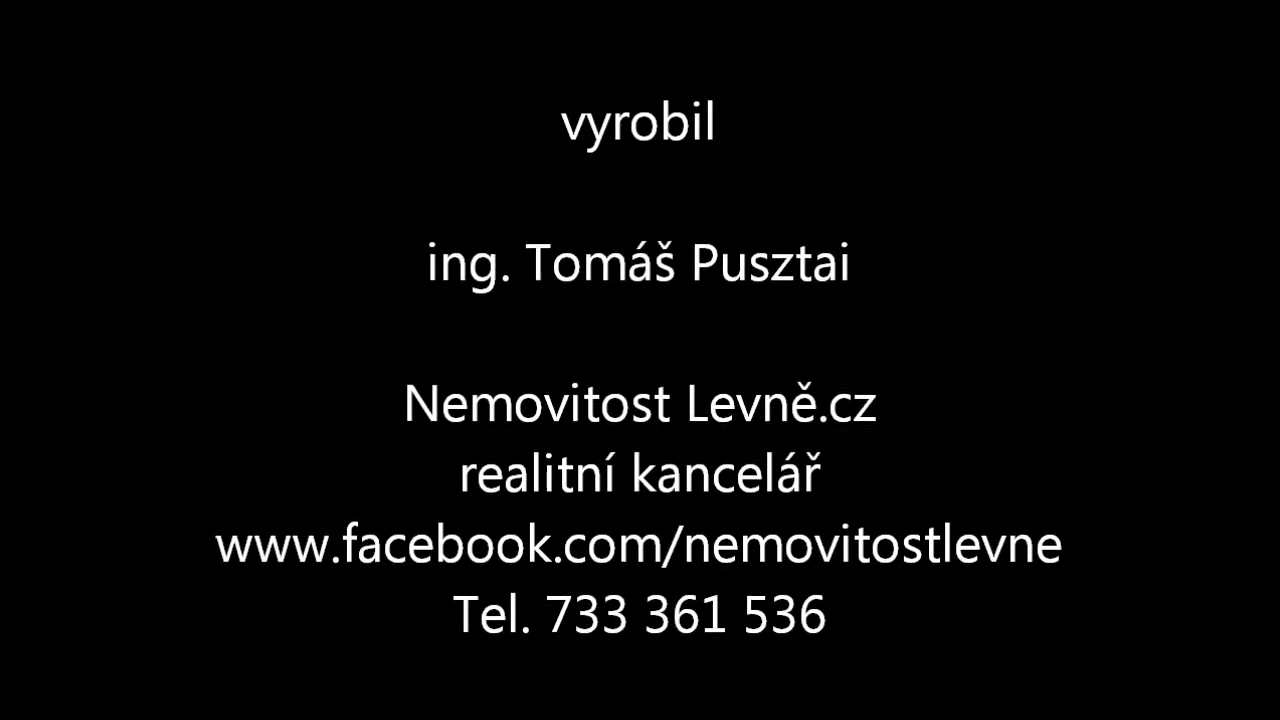 vyrobil
ing. Tomáš Pusztai
Nemovitost Levně.cz
realitní kancelář
www.facebook.com/nemovitostlevne
Tel. 733 361 536